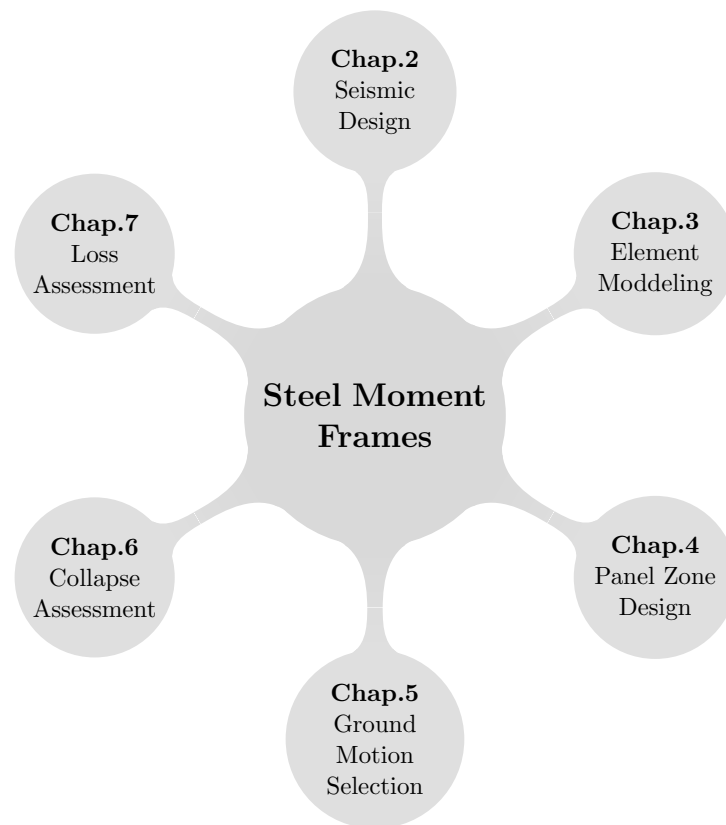 Chap.2
Seismic
Design
Chap.3
Element
Moddeling
Chap.4
Panel Zone
Design
Chap.5
Ground
Motion
Selection
Chap.6
Collapse
Assessment
Chap.7
Loss
Assessment
Steel Moment
Frames